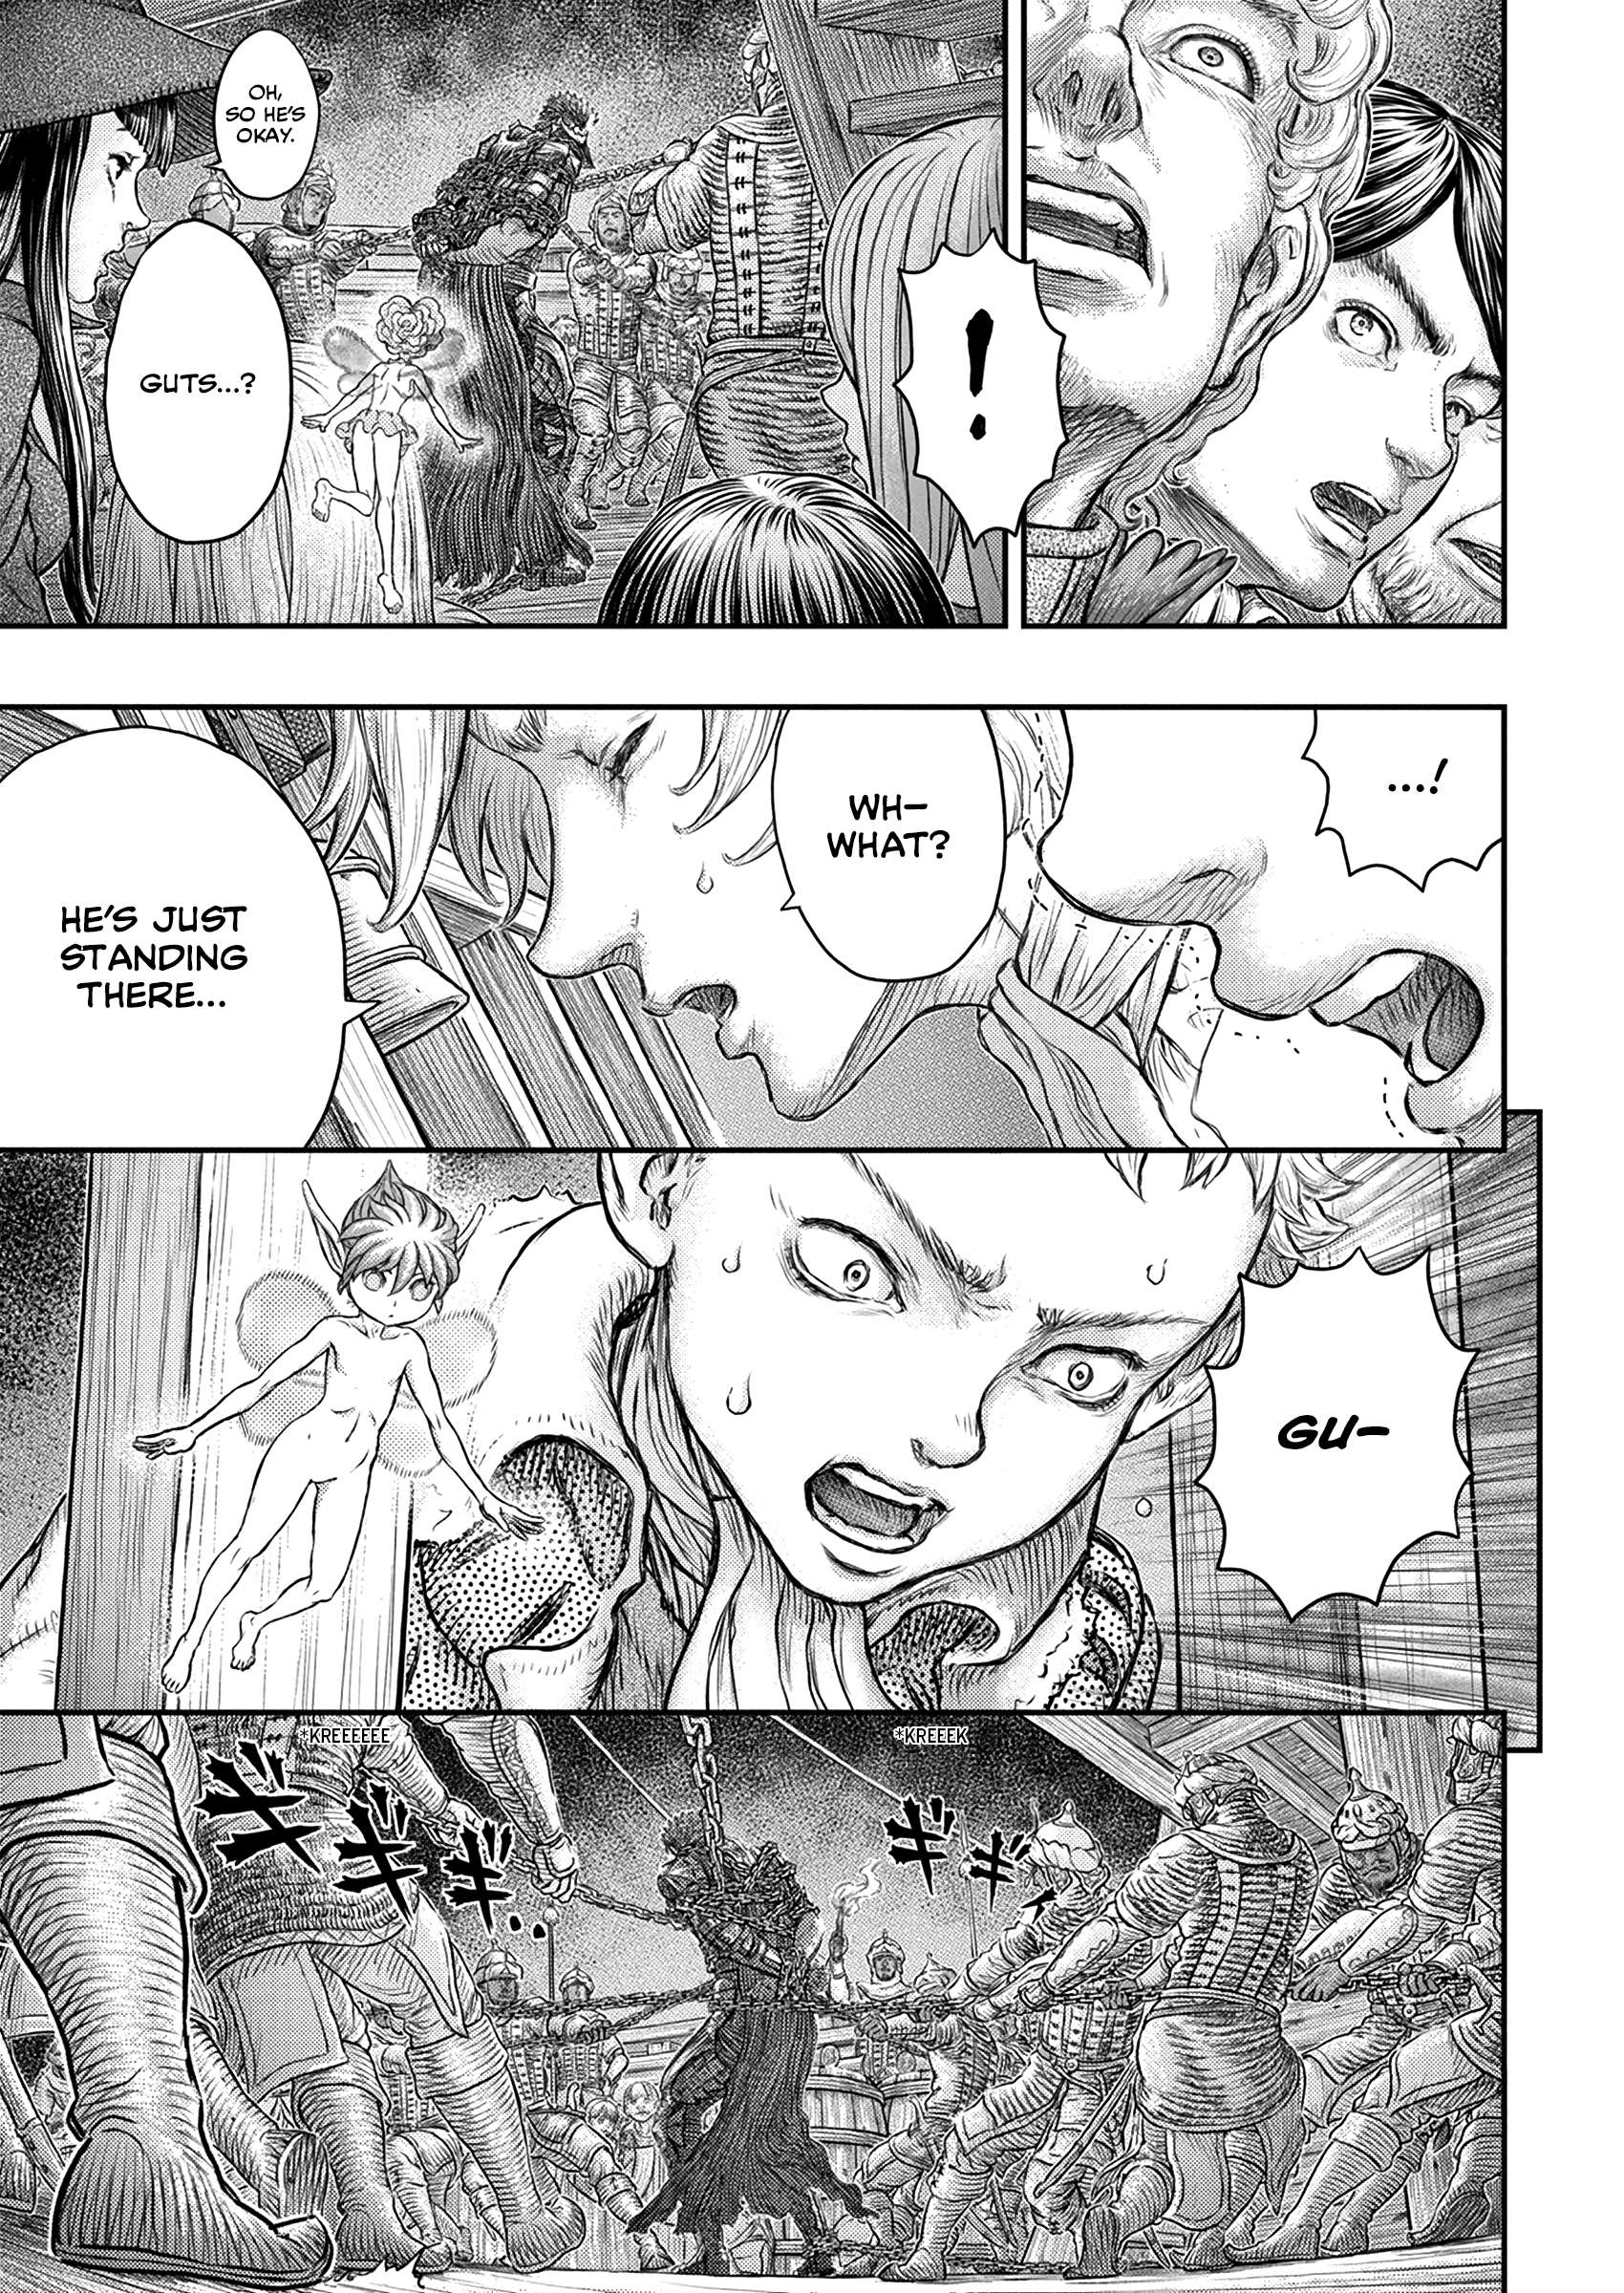 !
OH,
SO HE'S
OKAY.
GUTS...?
...!
WH–
WHAT?
HE'S JUST
STANDING
THERE...
GU–
*KREEEK
ギギ
*KREEEEEE
ギギギ..